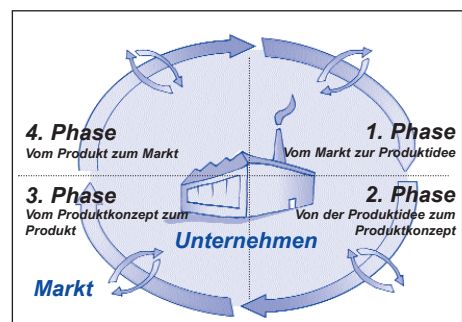 4. Phase
Vom Produkt zum Markt
1. Phase
Vom Markt zur Produktidee
3. Phase
Vom Produktkonzept zum
Produkt
2. Phase
Von der Produktidee zum
Produktkonzept
Unternehmen
Markt